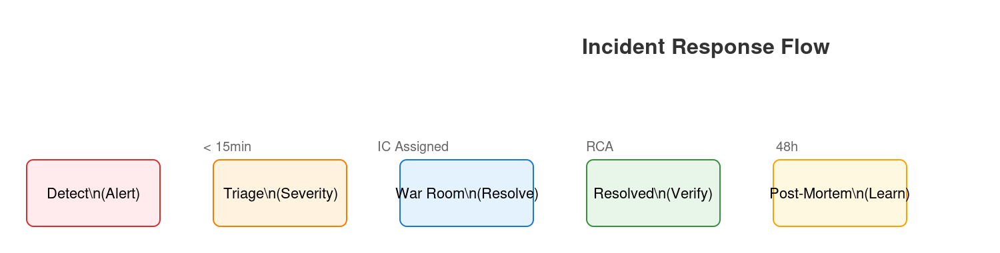 Incident Response Flow
< 15min
IC Assigned
RCA
48h
Detect\n(Alert)
Triage\n(Severity)
War Room\n(Resolve)
Resolved\n(Verify)
Post-Mortem\n(Learn)